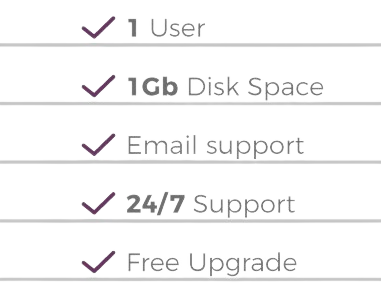 1 User
1Gb Disk Space
Email support
24/7 Support
Free Upgrade